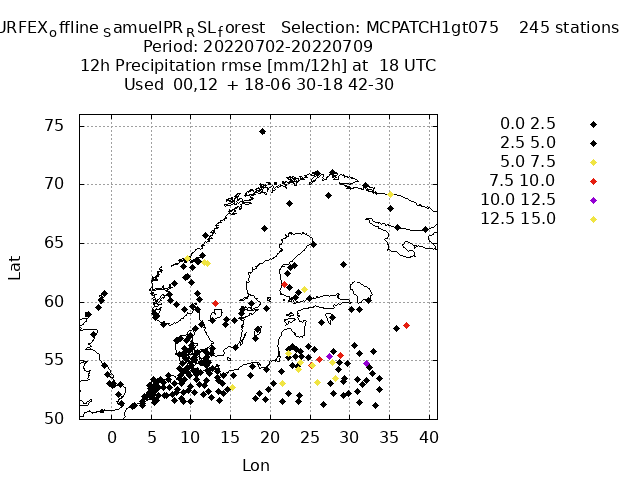 URFEXoffline SamuelPRRSLforest Selection: MCPATCH1gt075 245 stations
Period: 20220702-20220709
12h Precipitation rmse [mm/12h] at 18 UTC
Used 00,12 + 18-06 30-18 42-30
75
70
65
60
55
50
0 5 10 15 20 25 30 35 40
Lat
Lon
0.0 2.5
2.5 5.0
5.0 7.5
7.5 10.0
10.0 12.5
12.5 15.0